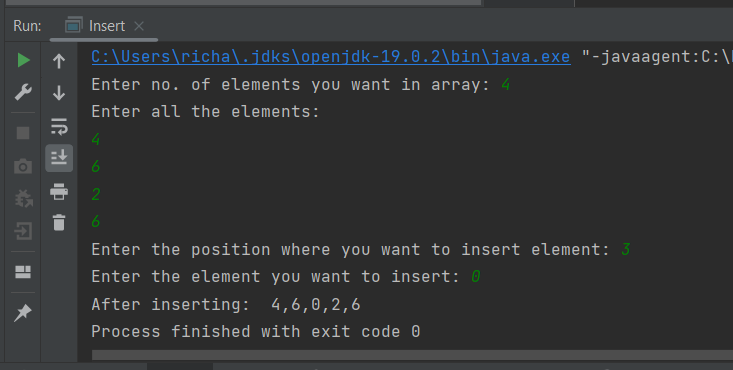 Run: Insert
C:\Users\richa\.jdks\openjdk-19.0.2\bin\java.exe "-javaagent:C:\
Enter no. of elements you want in array: 4
Enter all the elements:
4
6
2
6
Enter the position where you want to insert element: 3
Enter the element you want to insert: 0
After inserting:  4,6,0,2,6
Process finished with exit code 0